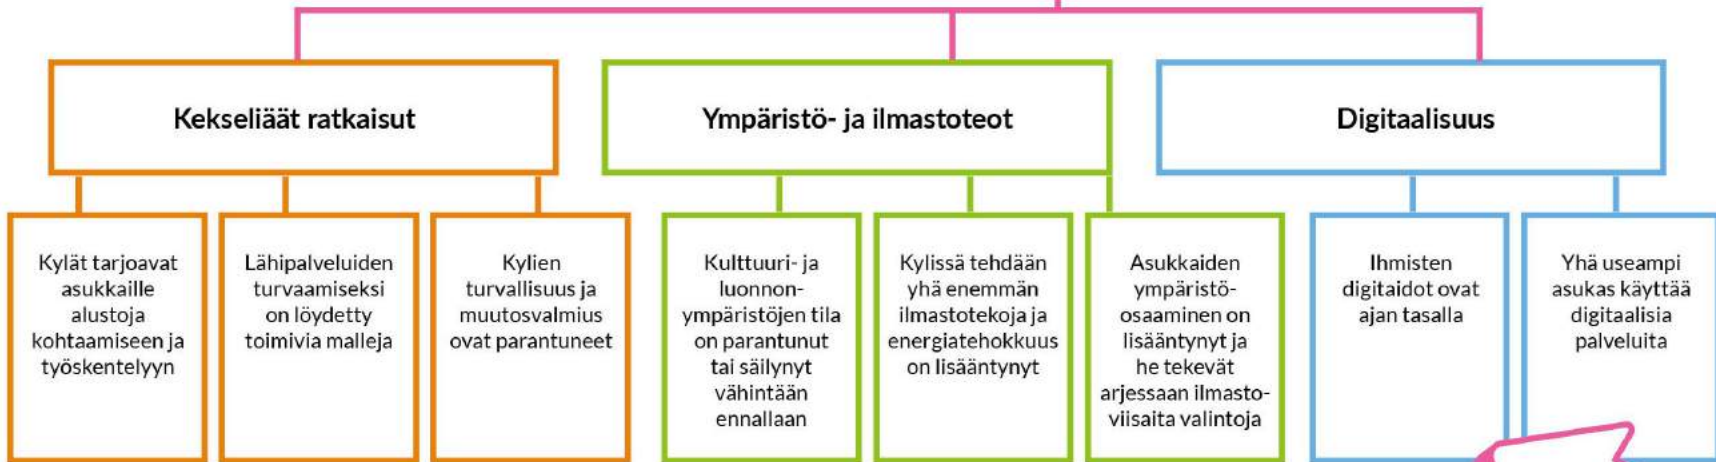 Kekseliäät ratkaisut
Ympäristö- ja ilmastoteot
Digitaalisuus
Kylät tarjoavat
asukkaille
alustoja
kohtaamiseen ja
työskentelyyn
Lähipalveluiden
turvaamiseksi
on löydetty
toimivia malleja
Kylien
turvallisuus ja
muutosvalmius
ovat parantuneet
Kulttuuri- ja
luonnon-
ympäristöjen tila
on parantunut
tai säilynyt
vähintään
ennallaan
Kylissä tehdään
yhä enemmän
ilmastotekoja ja
energiatehokkuus
on lisääntynyt
Asukkaiden
ympäristö-
osaaminen on
lisääntynyt ja
he tekevät
arjessaan ilmasto-
viisaita valintoja
Ihmisten
digitaidot ovat
ajan tasalla
Yhä useampi
asukas käyttää
digitaalisia
palveluita